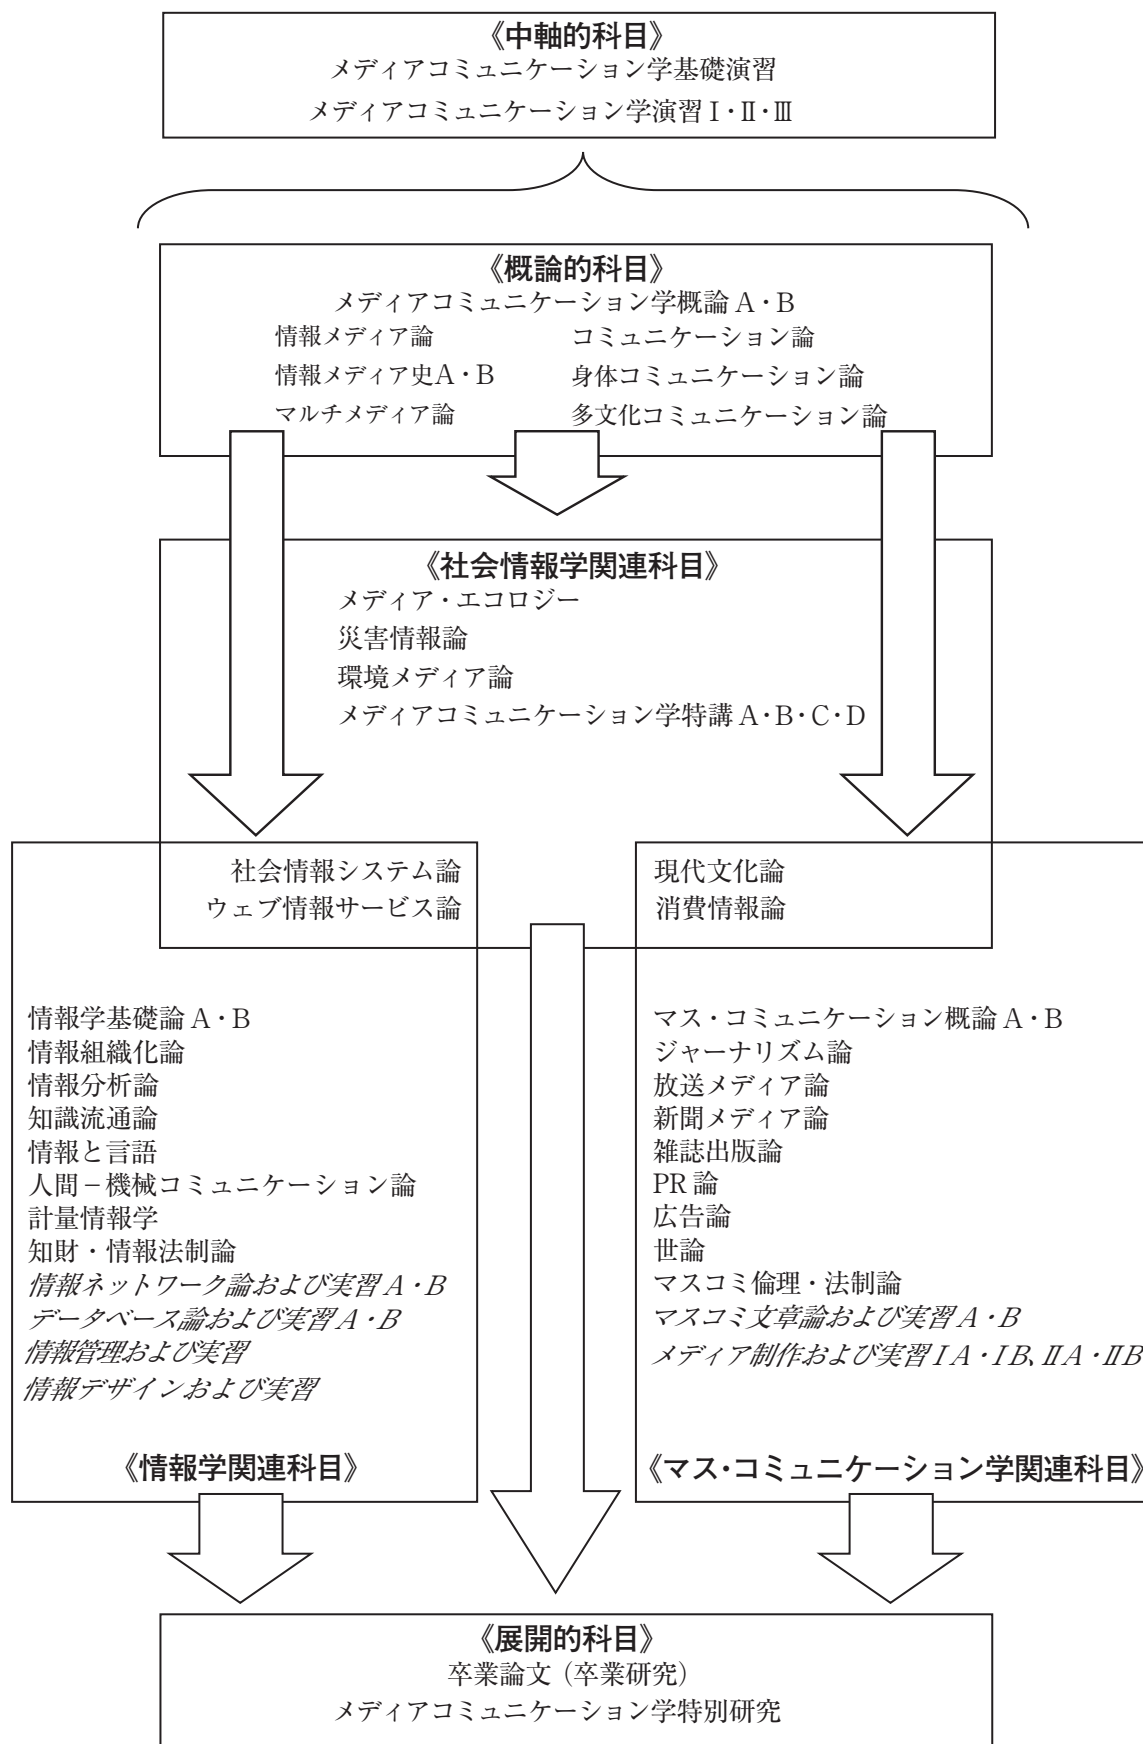 《中軸的科目》
メディアコミュニケーション学基礎演習
メディアコミュニケーション学演習 Ⅰ・Ⅱ・Ⅲ
《概論的科目》
メディアコミュニケーション学概論 A・B
情報メディア論
情報メディア史A・B
マルチメディア論
コミュニケーション論
身体コミュニケーション論
多文化コミュニケーション論
《社会情報学関連科目》
メディア・エコロジー
災害情報論
環境メディア論
メディアコミュニケーション学特講 A・B・C・D
社会情報システム論
ウェブ情報サービス論
現代文化論
消費情報論
情報学基礎論 A・B
情報組織化論
情報分析論
知識流通論
情報と言語
人間−機械コミュニケーション論
計量情報学
知財・情報法制論
情報ネットワーク論および実習 A・B
データベース論および実習 A・B
情報管理および実習
情報デザインおよび実習
《情報学関連科目》
マス・コミュニケーション概論 A・B
ジャーナリズム論
放送メディア論
新聞メディア論
雑誌出版論
PR 論
広告論
世論
マスコミ倫理・法制論
マスコミ文章論および実習 A・B
メディア制作および実習ⅠA・ⅠB、ⅡA・ⅡB
《マス・コミュニケーション学関連科目》
《展開的科目》
卒業論文（卒業研究）
メディアコミュニケーション学特別研究